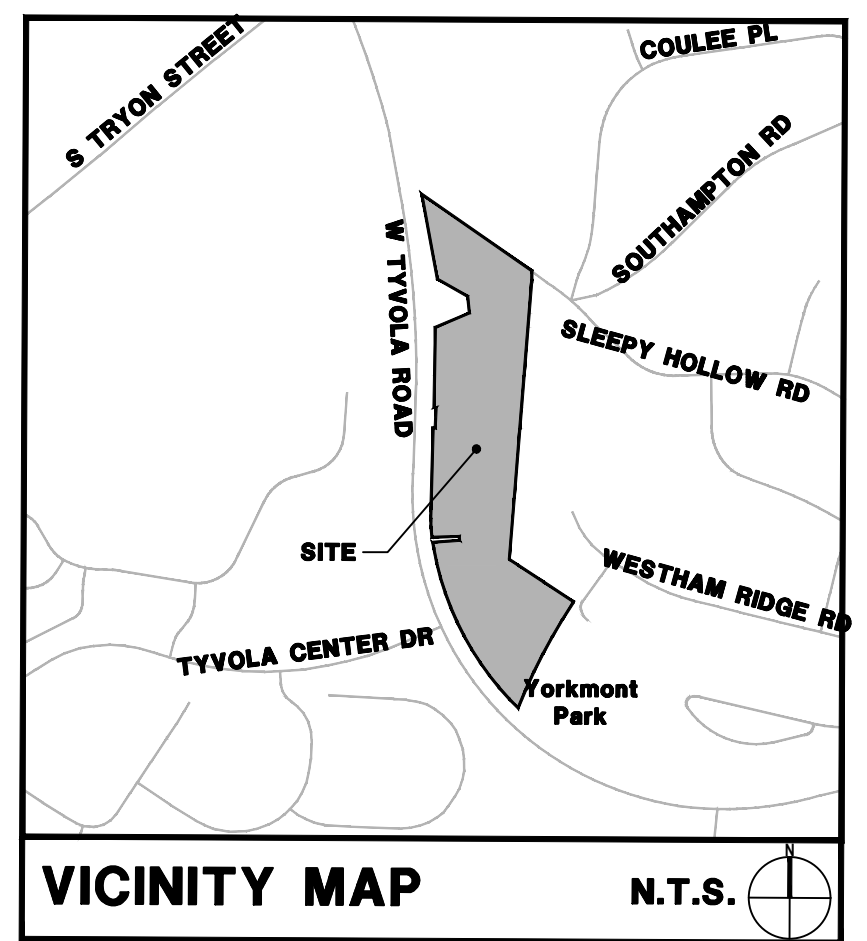 S TRYON STREET
COULEE PL
SOUTHAMPTON RD
W TYVOLA ROAD
SLEEPY HOLLOW RD
SITE
WESTHAM RIDGE RD
TYVOLA CENTER DR
Yorkmont
Park
VICINITY MAP
N.T.S.
N